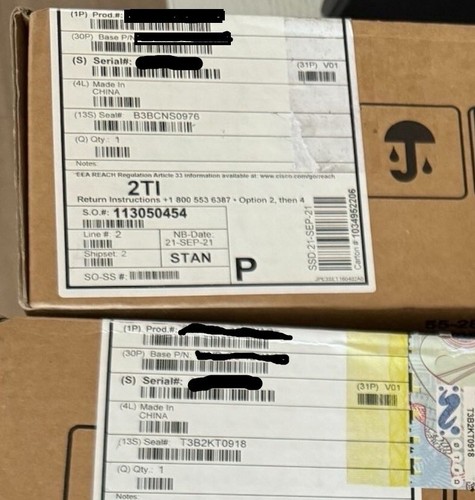 (1P) Prod.#:
(30P) Base P/N
(S) Serial#:
(31P) V01
(4L) Made In
CHINA
(13S) Seal# B3BCNS0976
(Q) Qty.: 1
Notes:
EEA REACH Regulation Article 33 information available at: www.cisco.com/go/reach
2TI
Return Instructions +1 800 553 6387 • Option 2, then 4
S.O.#: 113050454
Line #: 2
NB-Date:
21-SEP-21
Shipset: 2
STAN
SO-SS #:
P
SSD:21-SEP-21
Carton # 1034952206
(1P) Prod.#:
(30P) Base P/N
(S) Serial#:
(31P) V01
(4L) Made In
CHINA
(13S) Seal# T3B2KT0918
(Q) Qty.: 1
Notes
T3B2KT0918